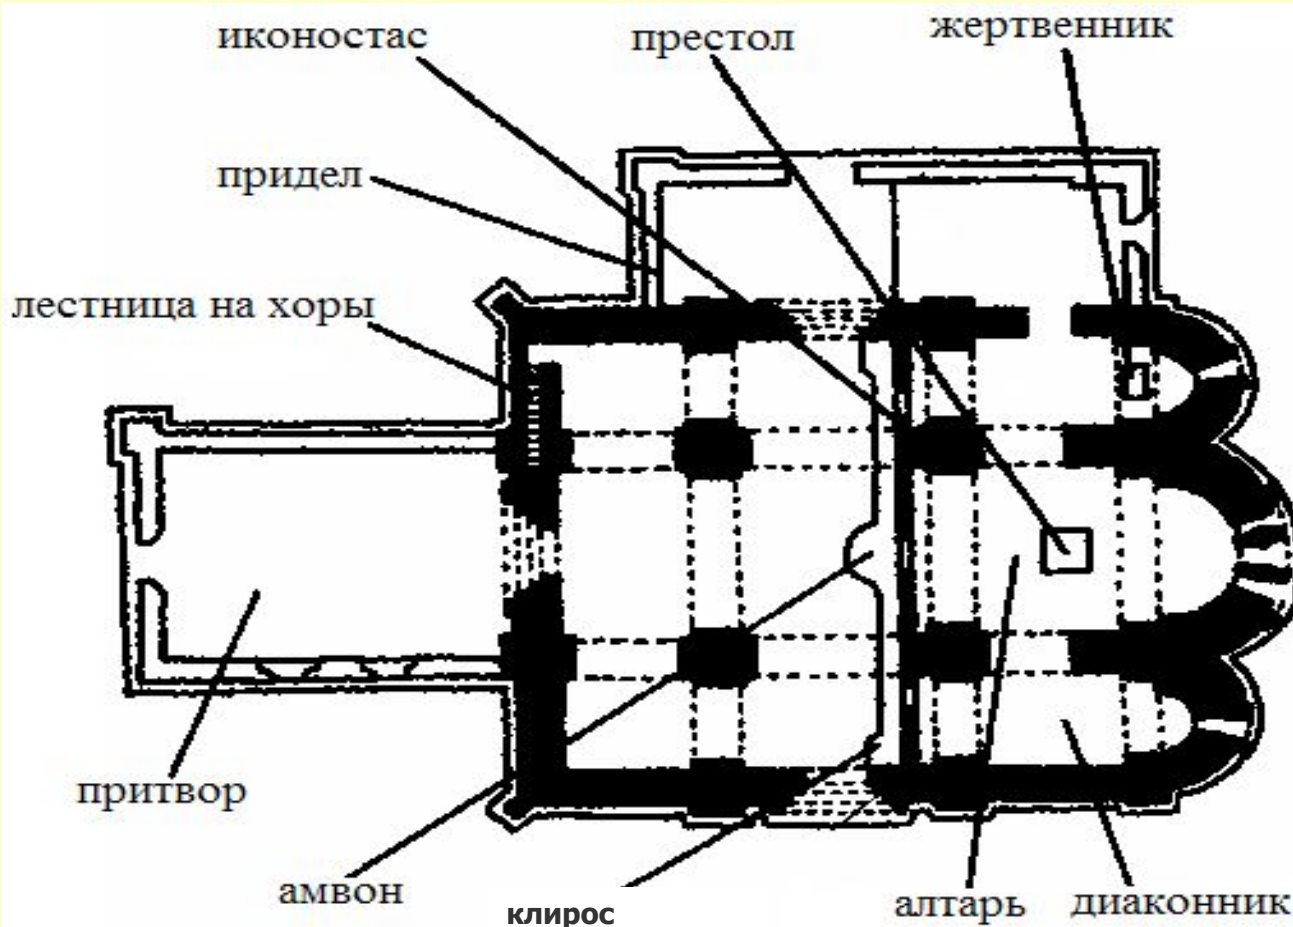 иконостас
престол
жертвенник
придел
лестница на хоры
притвор
амвон
клирос
алтарь
диаконник